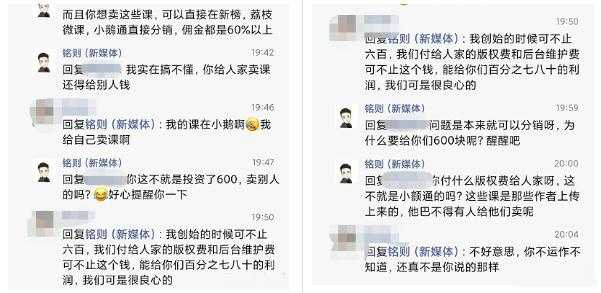 而且你想卖这些课，可以直接在新榜，荔枝
微课，小鹅通直接分销，佣金都是60%以上
铭则（新媒体） 19:42
回复 我实在搞不懂，你给人家卖课
还得给别人钱
19:46
回复铭则（新媒体）：我的课在小鹅啊我
给自己卖课啊
铭则（新媒体） 19:47
回复 你这不就是投资了600，卖别人
的吗？好心提醒你一下
19:50
回复铭则（新媒体）：我创始的时候可不止
六百，我们付给人家的版权费和后台维护费
可不止这个钱，能给你们百分之七八十的利
润，我们可是很良心的
19:50
回复铭则（新媒体）：我创始的时候可不止
六百，我们付给人家的版权费和后台维护费
可不止这个钱，能给你们百分之七八十的利
润，我们可是很良心的
铭则（新媒体） 19:59
回复 问题是本来就可以分销呀，为
什么要给你们600块呢？醒醒吧
铭则（新媒体） 20:00
回复 你付什么版权费给人家呀，这
不就是小额通的吗？这些课是那些作者上传
上来的，他巴不得有人给他们卖呢
20:04
回复铭则（新媒体）：不好意思，你不运作不
知道，还真不是你说的那样